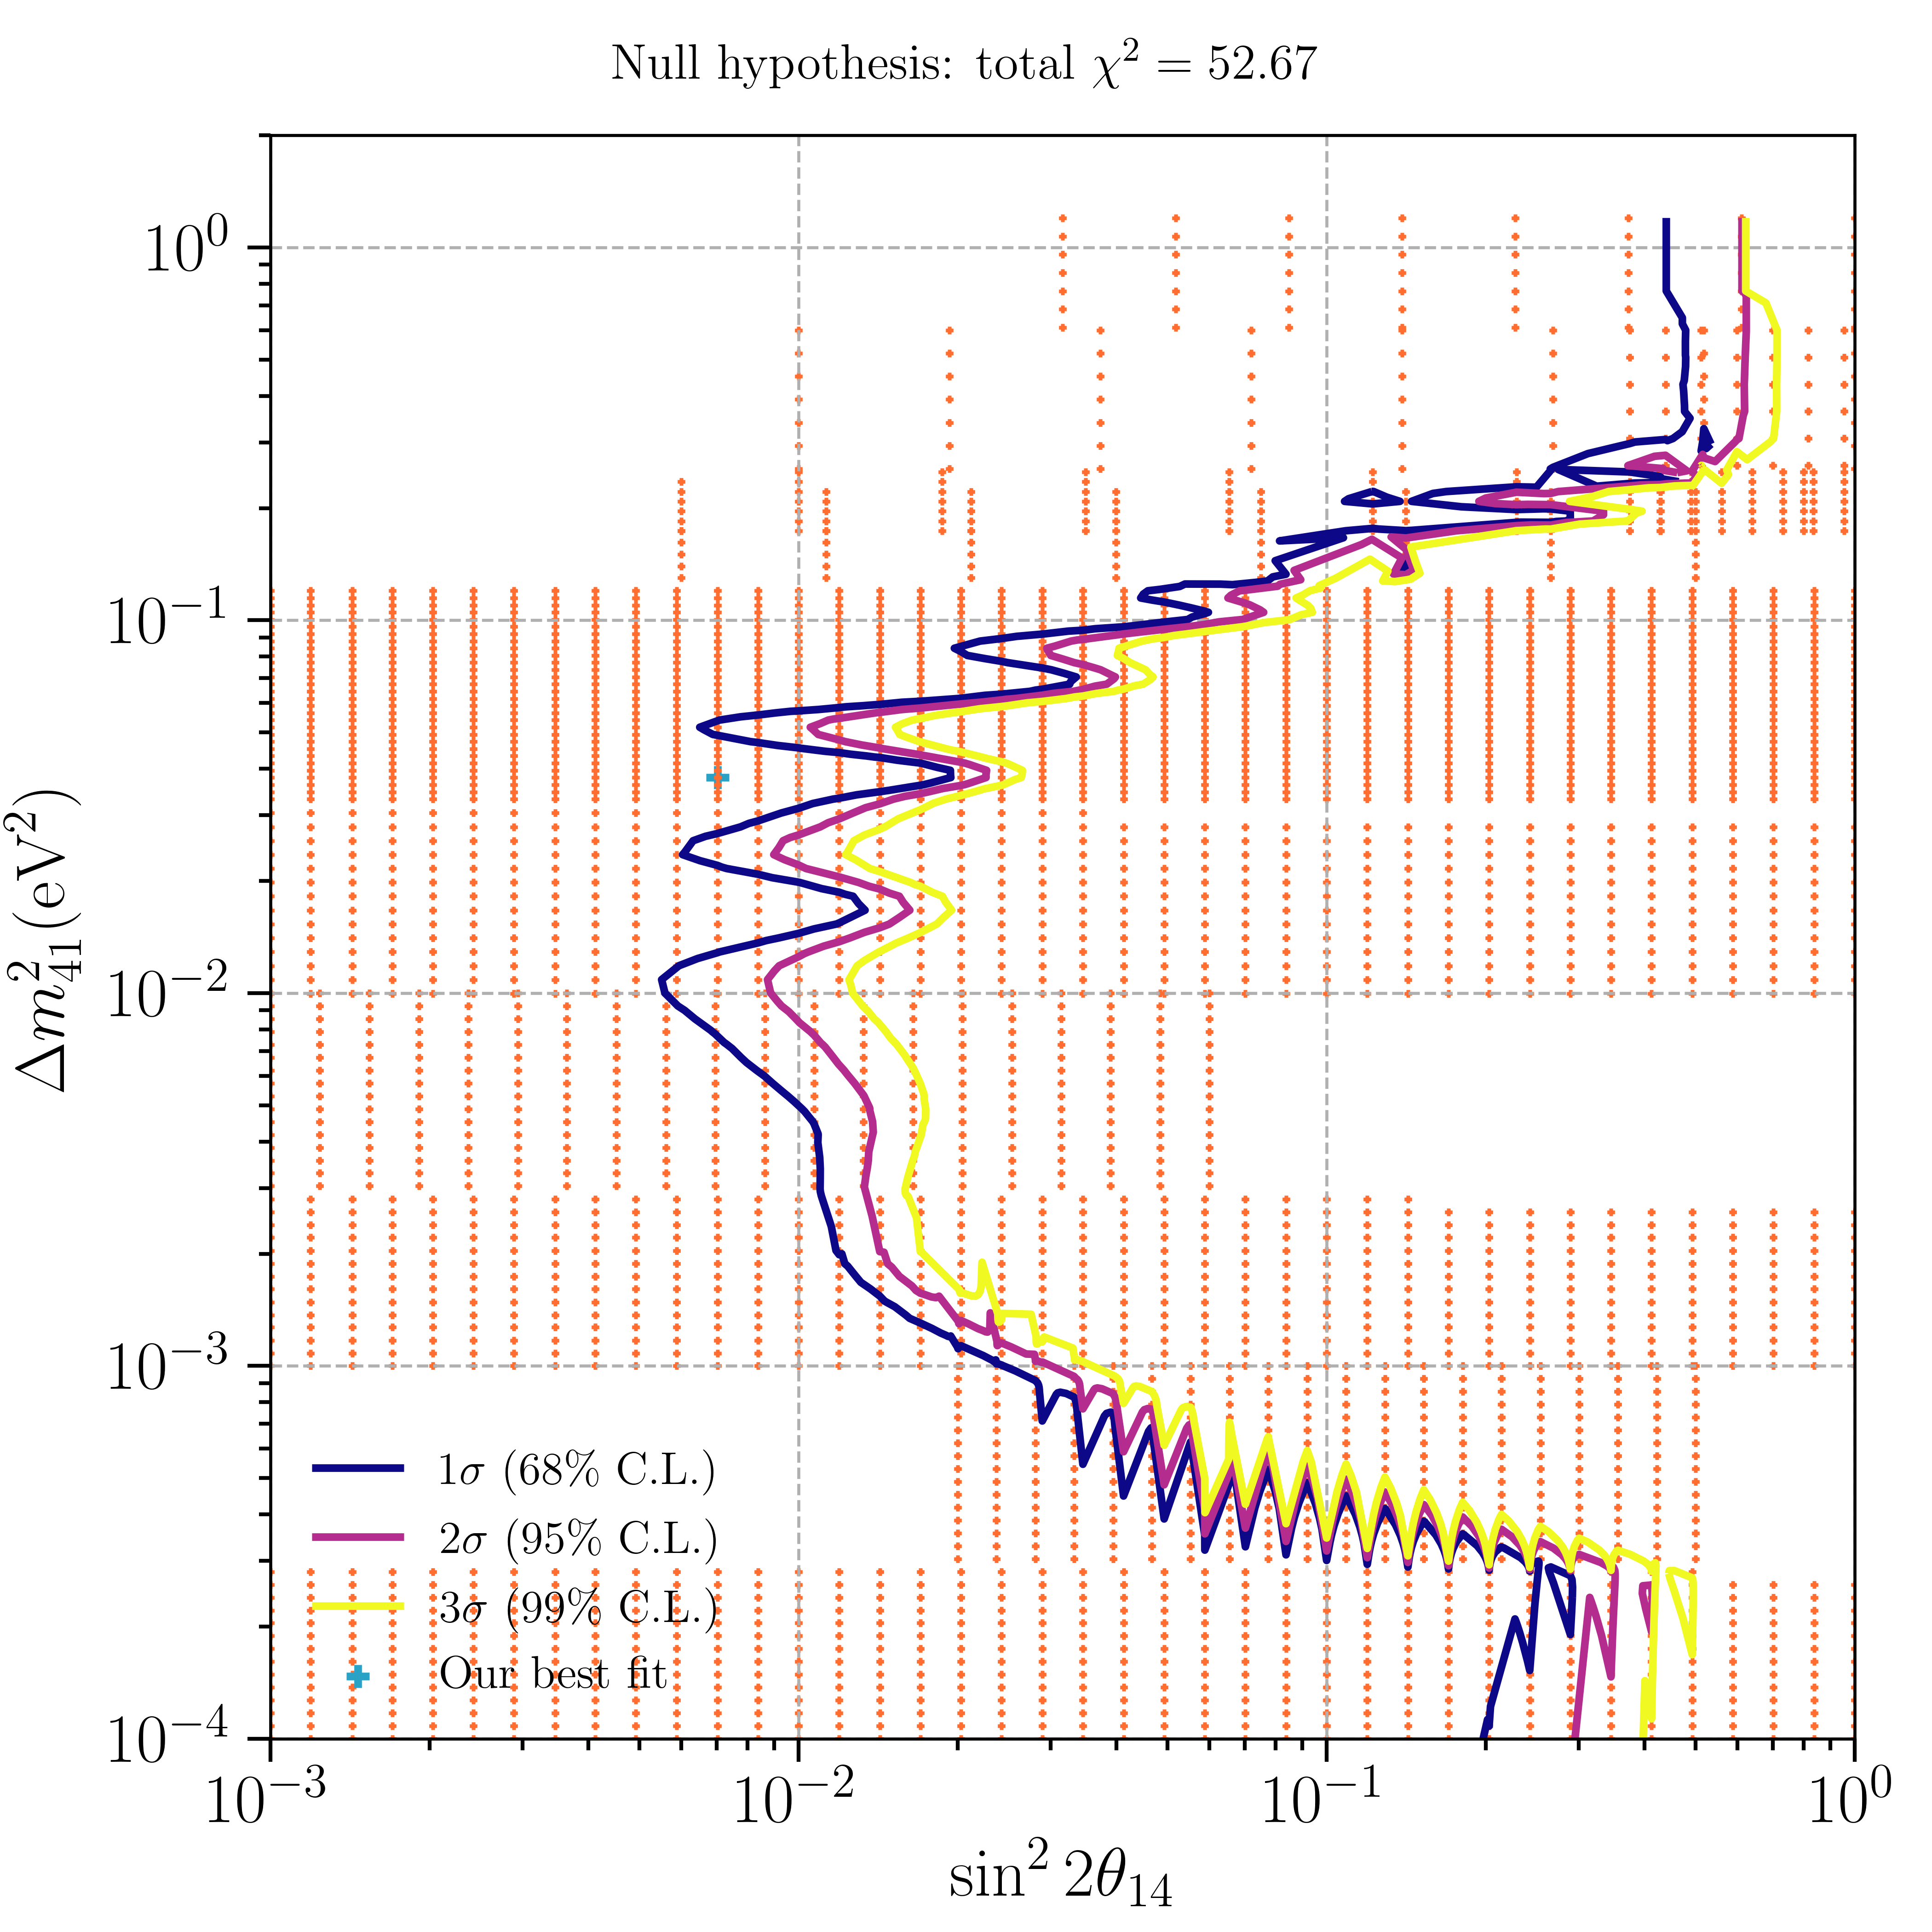 Null hypothesis: total χ² = 52.67
Δm²₄₁(eV²)
10⁰
10⁻¹
10⁻²
10⁻³
10⁻⁴
1σ (68% C.L.)
2σ (95% C.L.)
3σ (99% C.L.)
Our best fit
10⁻³ 10⁻² 10⁻¹ 10⁰
sin² 2θ₁₄